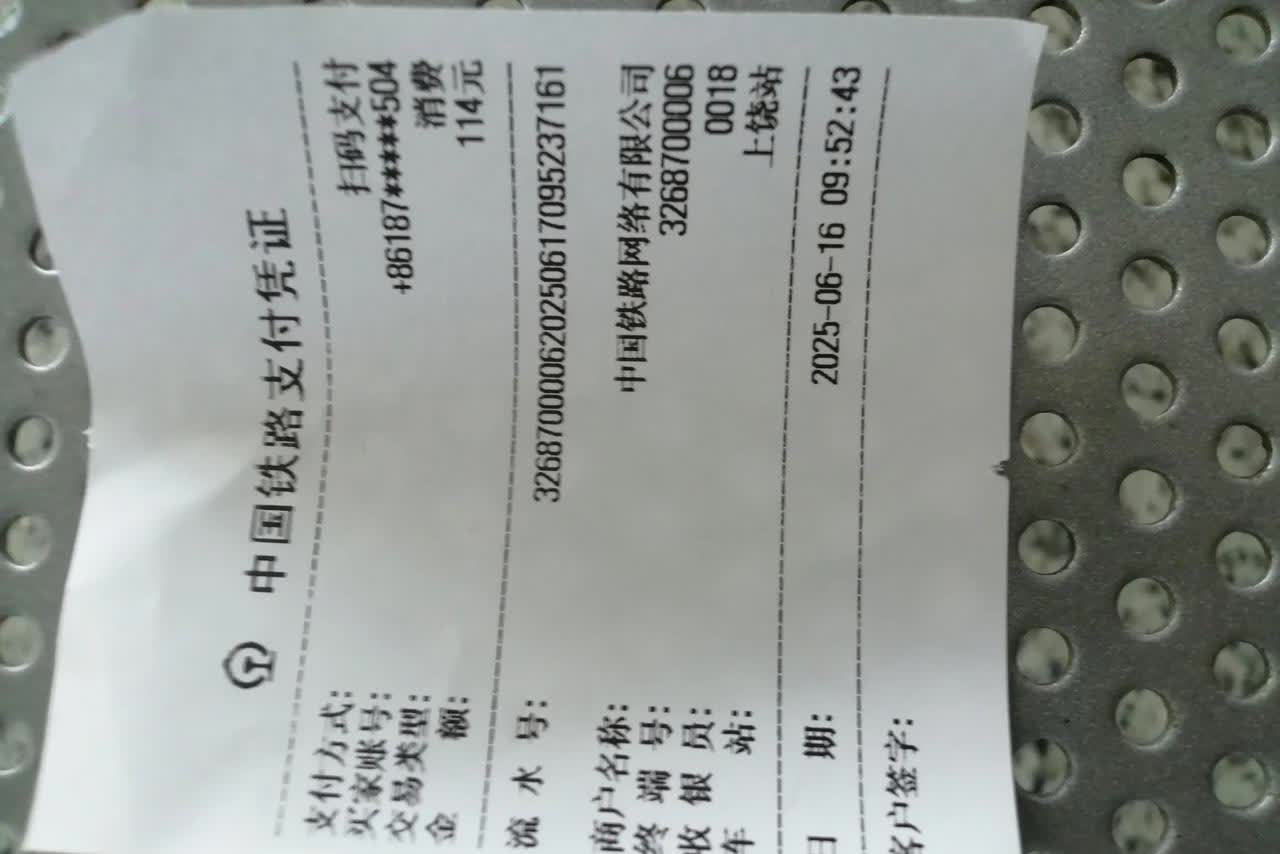 中国铁路支付凭证
支付方式: 扫码支付
买家账号: +86187*****504
交易类型: 消费
金 额: 114元
流 水 号:
32687000062025061709523​7161
商户名称: 中国铁路网络有限公司
终 端 号: 3268700006
收 银 员: 0018
车 站: 上饶站
日 期: 2025-06-16 09:52:43
客户签字: